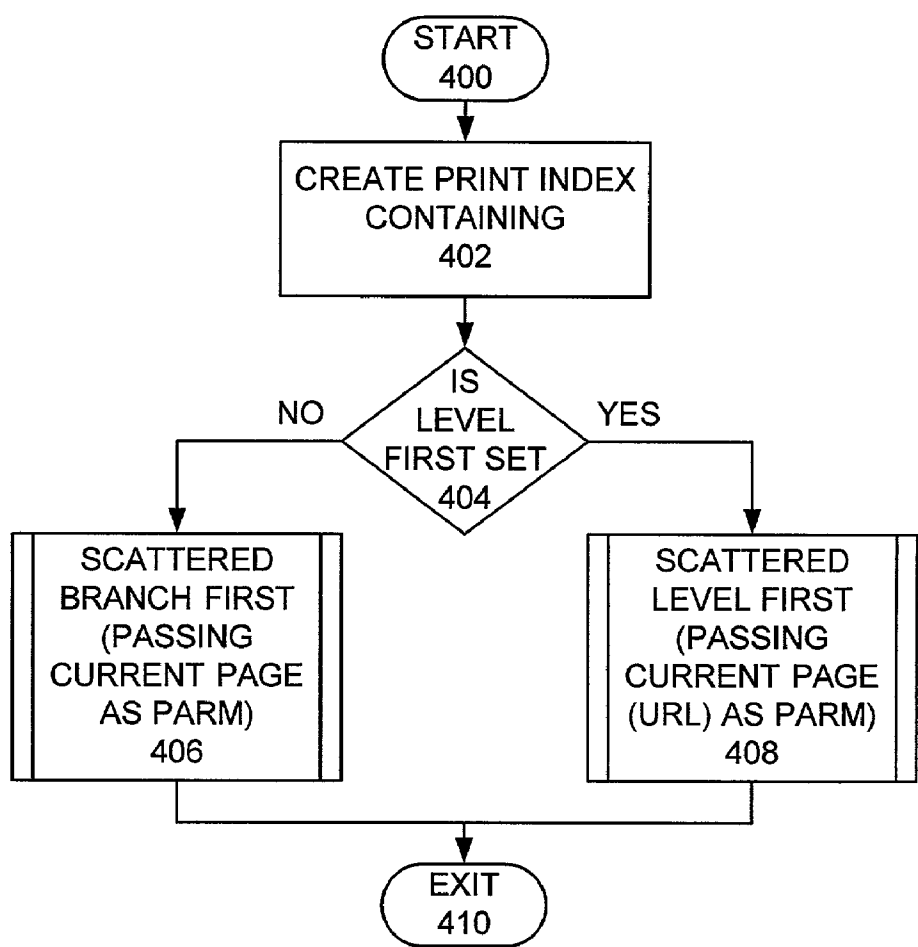 START
400
CREATE PRINT INDEX
CONTAINING
402
IS
LEVEL
FIRST SET
404
NO
YES
SCATTERED
BRANCH FIRST
(PASSING
CURRENT PAGE
AS PARM)
406
SCATTERED
LEVEL FIRST
(PASSING
CURRENT PAGE
(URL) AS PARM)
408
EXIT
410